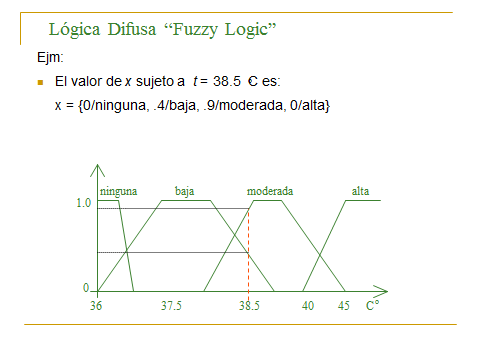 Lógica Difusa “Fuzzy Logic”
Ejm:
El valor de x sujeto a t = 38.5 € es:
x = {0/ninguna, .4/baja, .9/moderada, 0/alta}
ninguna baja moderada alta
1.0
0
36 37.5 38.5 40 45 C°